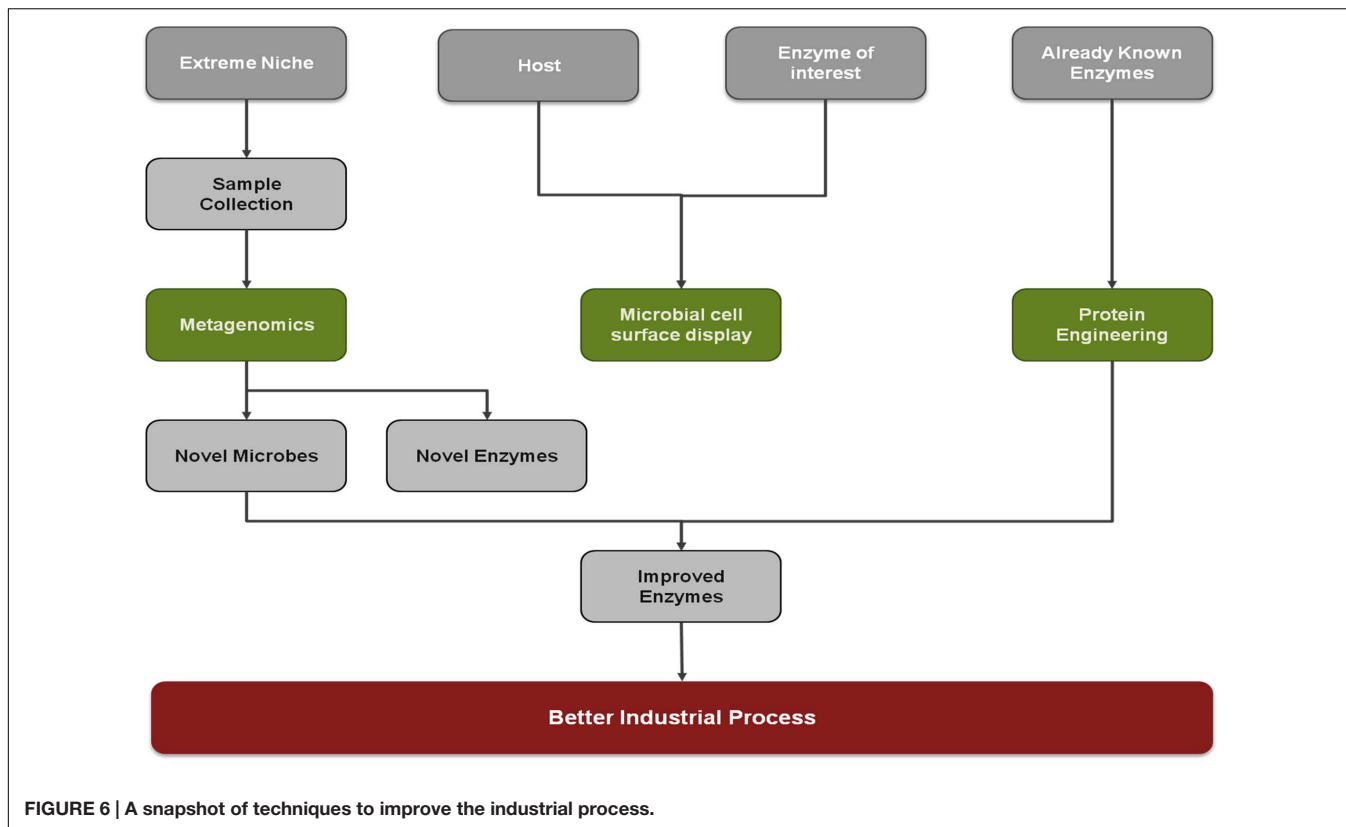 Extreme Niche
Host
Enzyme of
interest
Already Known
Enzymes
Sample
Collection
Metagenomics
Microbial cell
surface display
Protein
Engineering
Novel Microbes
Novel Enzymes
Improved
Enzymes
Better Industrial Process
FIGURE 6 | A snapshot of techniques to improve the industrial process.